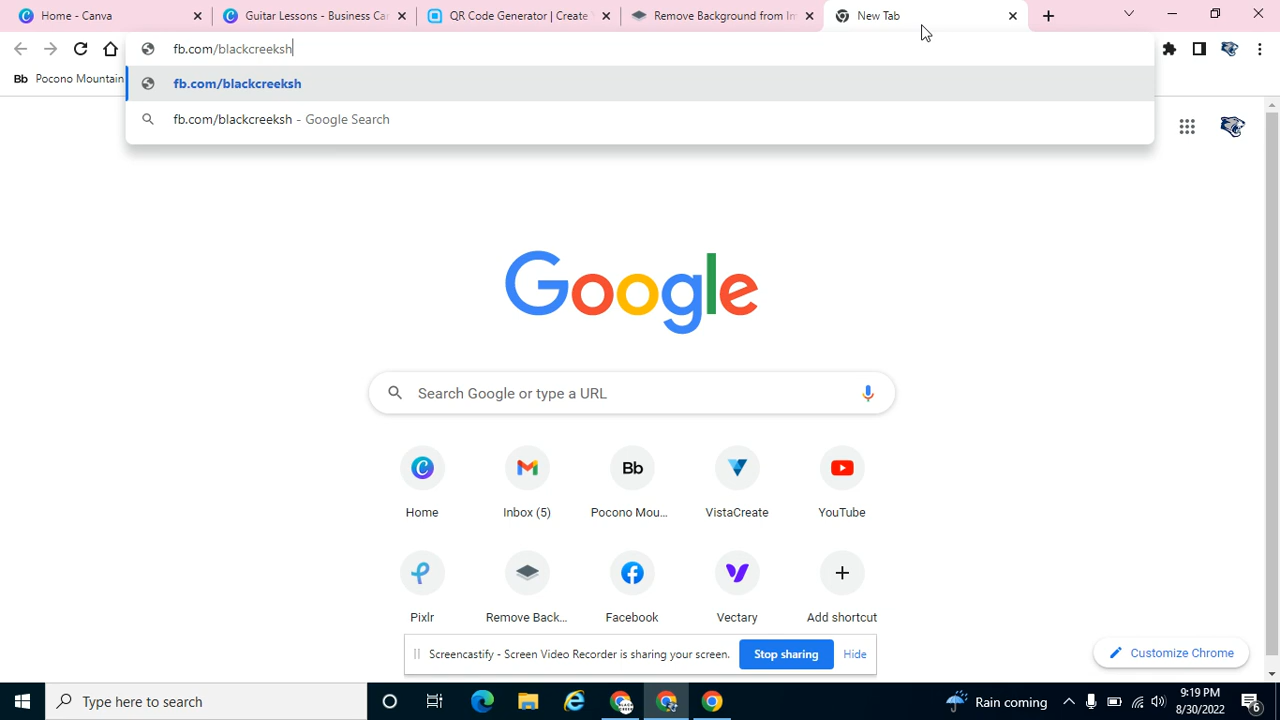 Home - Canva
Guitar Lessons - Business Ca
QR Code Generator | Create
Remove Background from Im
New Tab
fb.com/blackcreeksh
Bb Pocono Mountain
fb.com/blackcreeksh
fb.com/blackcreeksh - Google Search
Google
Search Google or type a URL
Bb
Home
Inbox (5)
Pocono Mou...
VistaCreate
YouTube
Pixlr
Remove Back...
Facebook
Vectary
Add shortcut
Screencastify - Screen Video Recorder is sharing your screen.
Stop sharing
Hide
Customize Chrome
Type here to search
Rain coming
9:19 PM
8/30/2022
6